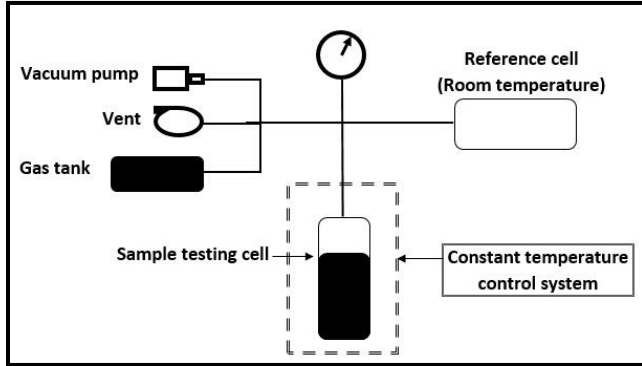 Vacuum pump
Vent
Gas tank
Reference cell
(Room temperature)
Sample testing cell
Constant temperature
control system